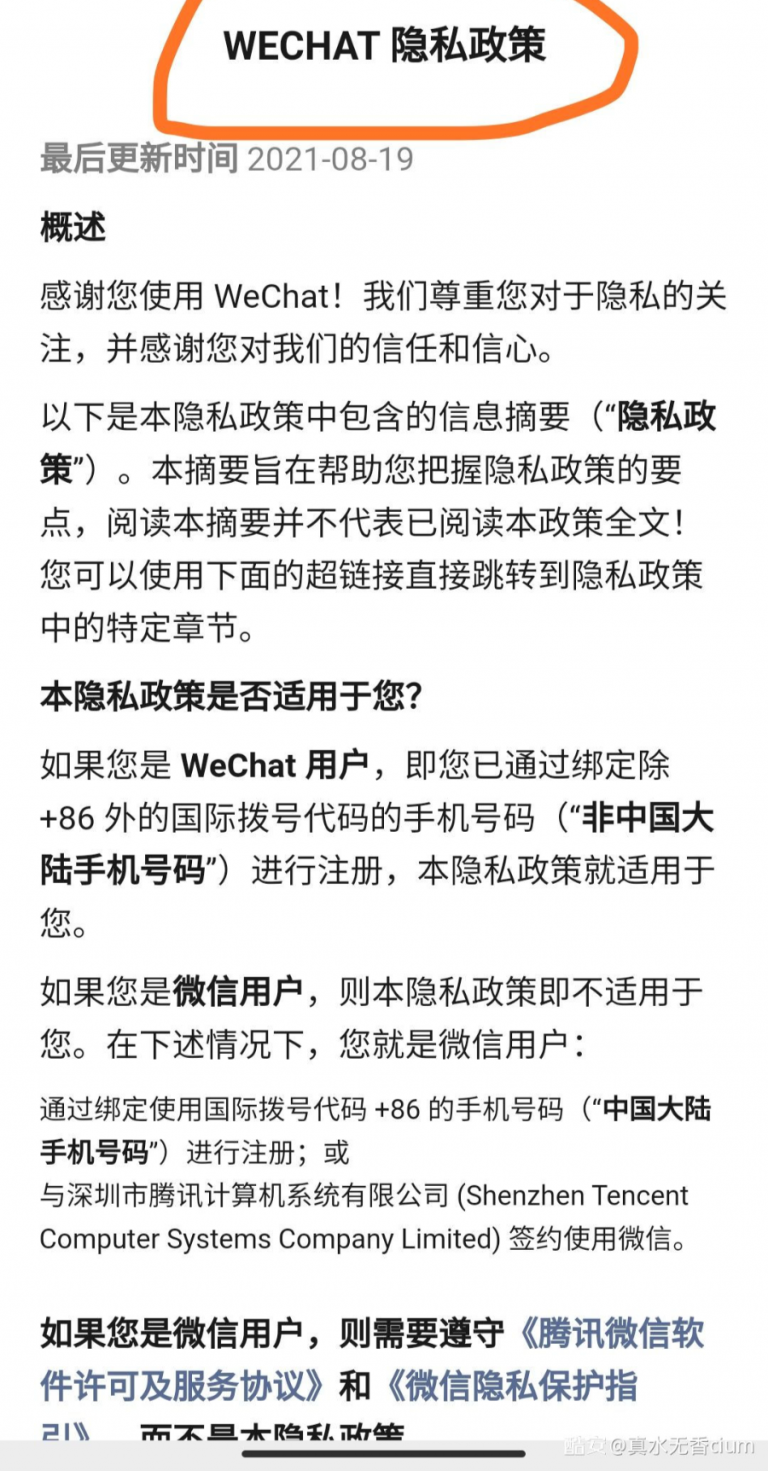 WECHAT 隐私政策
最后更新时间 2021-08-19
概述
感谢您使用 WeChat！我们尊重您对于隐私的关
注，并感谢您对我们的信任和信心。
以下是本隐私政策中包含的信息摘要（“隐私政
策”）。本摘要旨在帮助您把握隐私政策的要
点，阅读本摘要并不代表已阅读本政策全文！
您可以使用下面的超链接直接跳转到隐私政策
中的特定章节。
本隐私政策是否适用于您？
如果您是 WeChat 用户，即您已通过绑定除
+86 外的国际拨号代码的手机号码（“非中国大
陆手机号码”）进行注册，本隐私政策就适用于
您。
如果您是微信用户，则本隐私政策即不适用于
您。在下述情况下，您就是微信用户：
通过绑定使用国际拨号代码 +86 的手机号码（“中国大陆
手机号码”）进行注册；或
与深圳市腾讯计算机系统有限公司 (Shenzhen Tencent
Computer Systems Company Limited) 签约使用微信。
如果您是微信用户，则需要遵守《腾讯微信软
件许可及服务协议》和《微信隐私保护指
引》，而不是本隐私政策
酷安 @真水无香cium